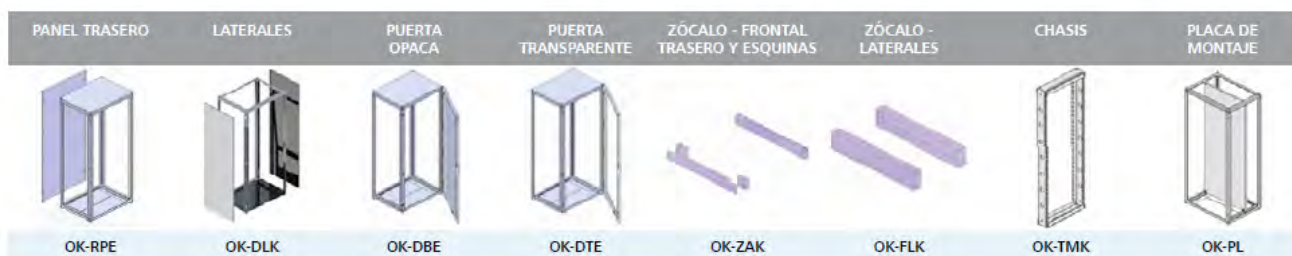 PANEL TRASERO
LATERALES
PUERTA
OPACA
PUERTA
TRANSPARENTE
ZÓCALO - FRONTAL
TRASERO Y ESQUINAS
ZÓCALO -
LATERALES
CHASIS
PLACA DE
MONTAJE
OK-RPE
OK-DLK
OK-DBE
OK-DTE
OK-ZAK
OK-FLK
OK-TMK
OK-PL